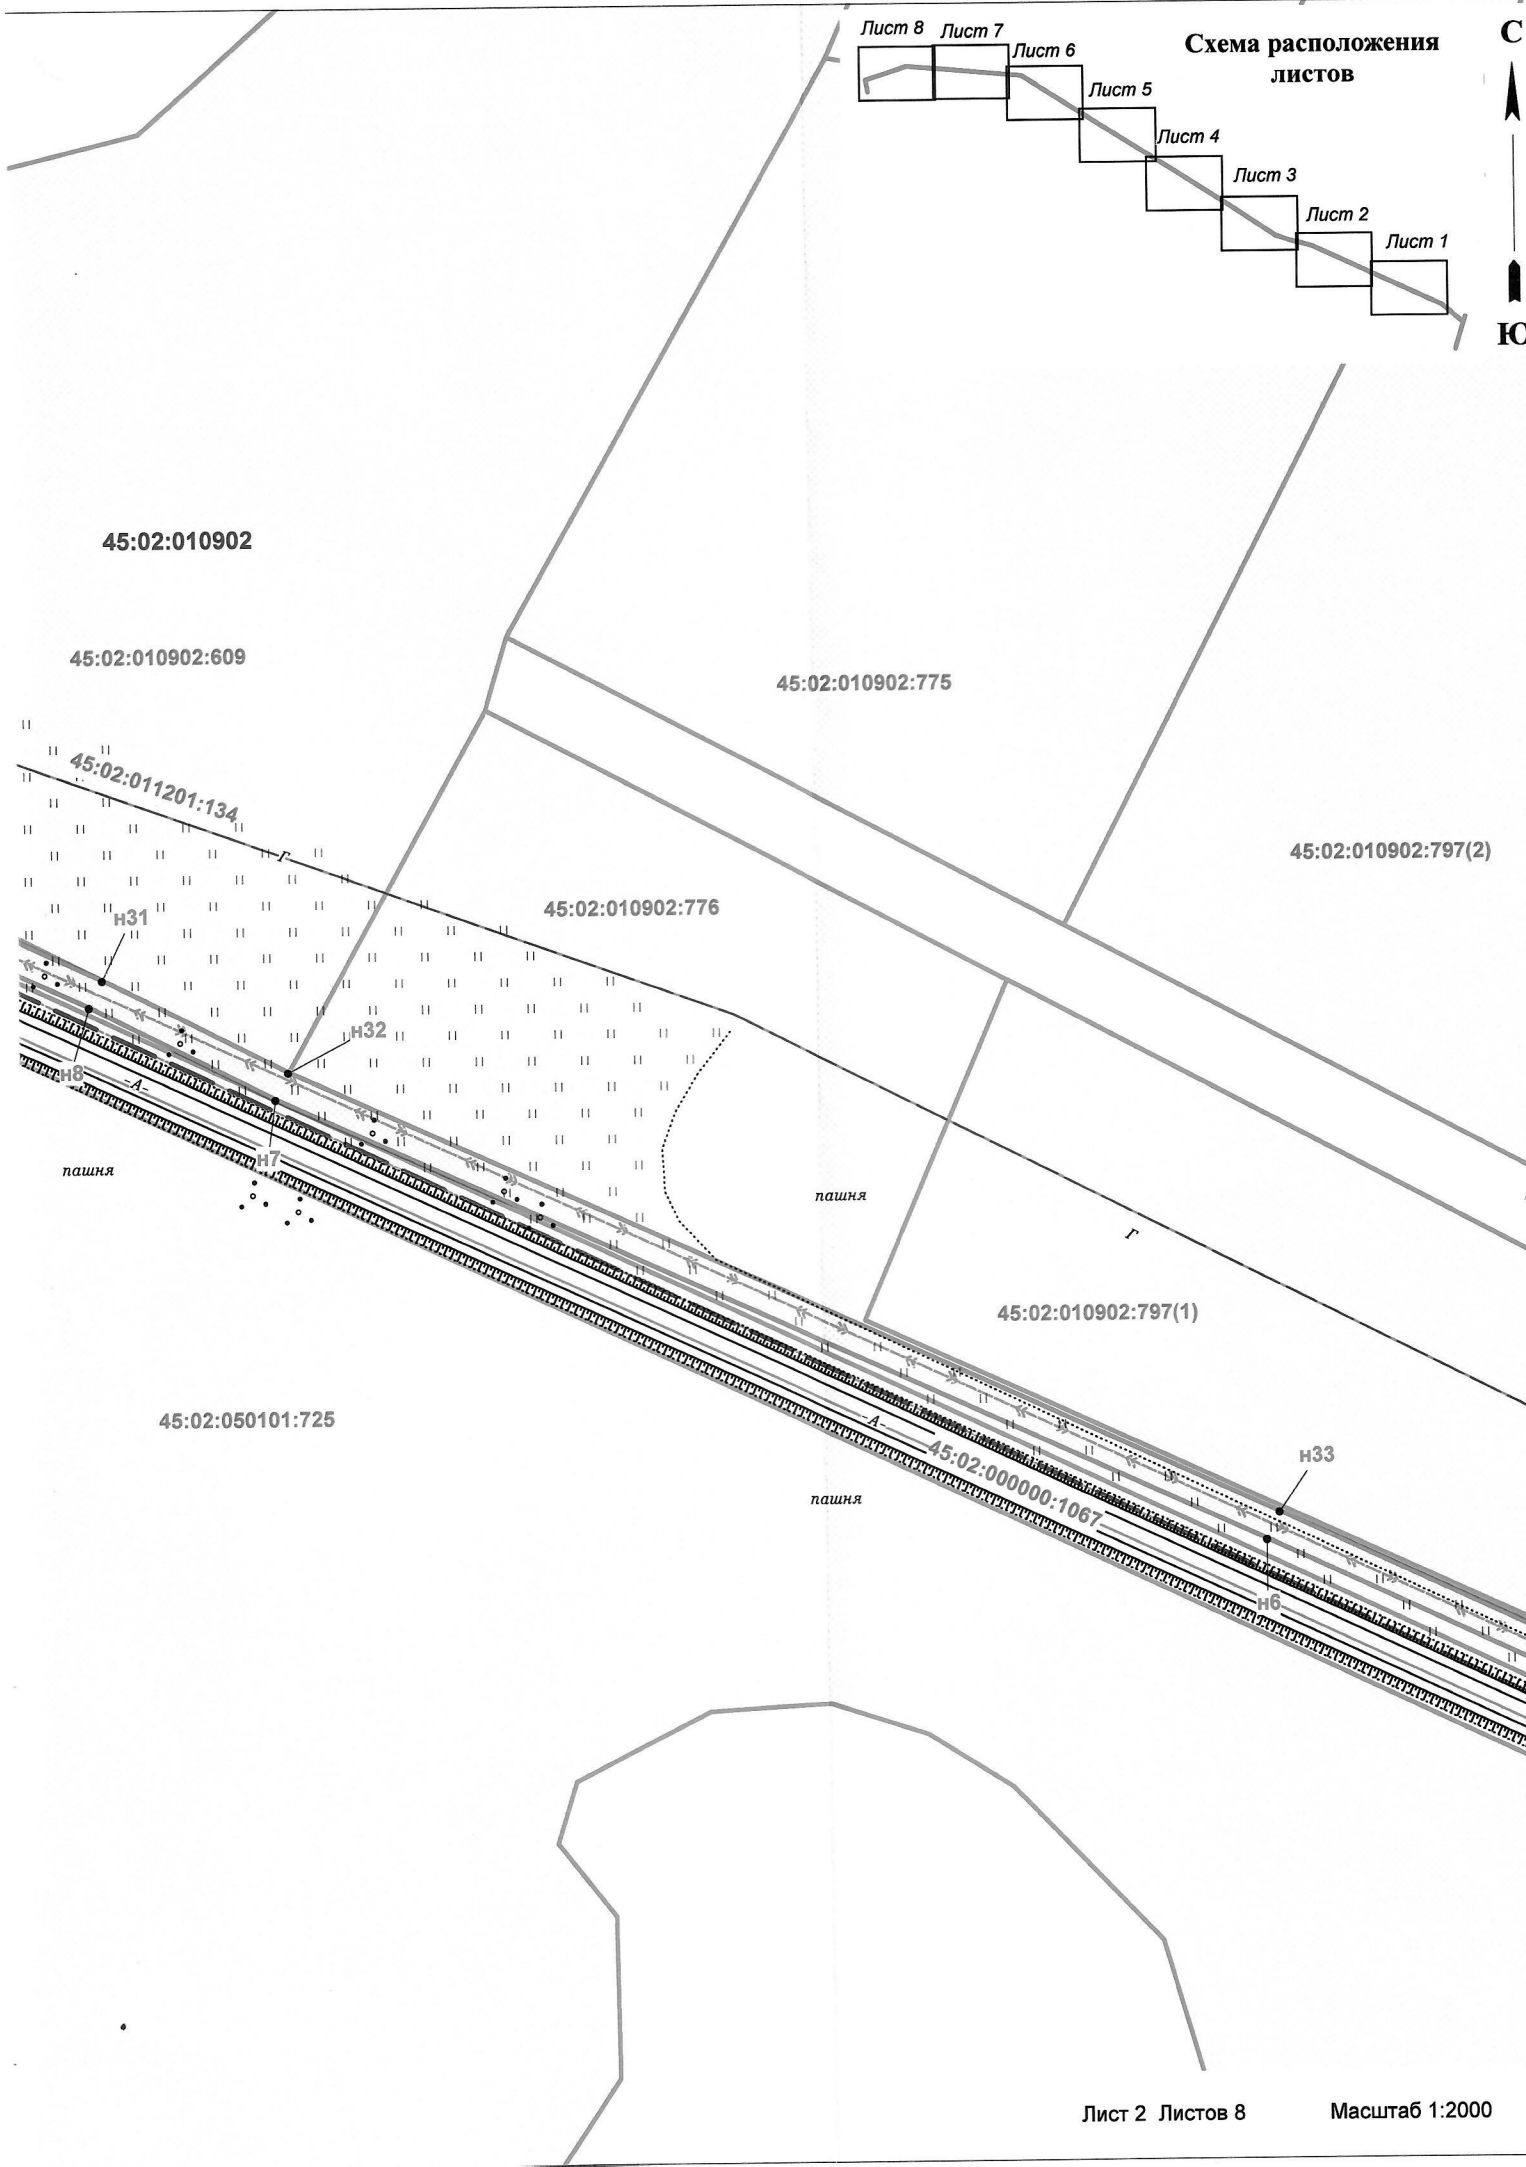 Лист 8
Лист 7
Лист 6
Лист 5
Лист 4
Лист 3
Лист 2
Лист 1
Схема расположения
листов
С
Ю
45:02:010902
45:02:010902:609
45:02:010902:775
45:02:011201:134
Г
45:02:010902:797(2)
45:02:010902:776
н31
н32
н8
-А-
н7
пашня
пашня
Г
45:02:010902:797(1)
45:02:050101:725
-А-
45:02:000000:1067
н33
пашня
н6
Лист 2 Листов 8
Масштаб 1:2000